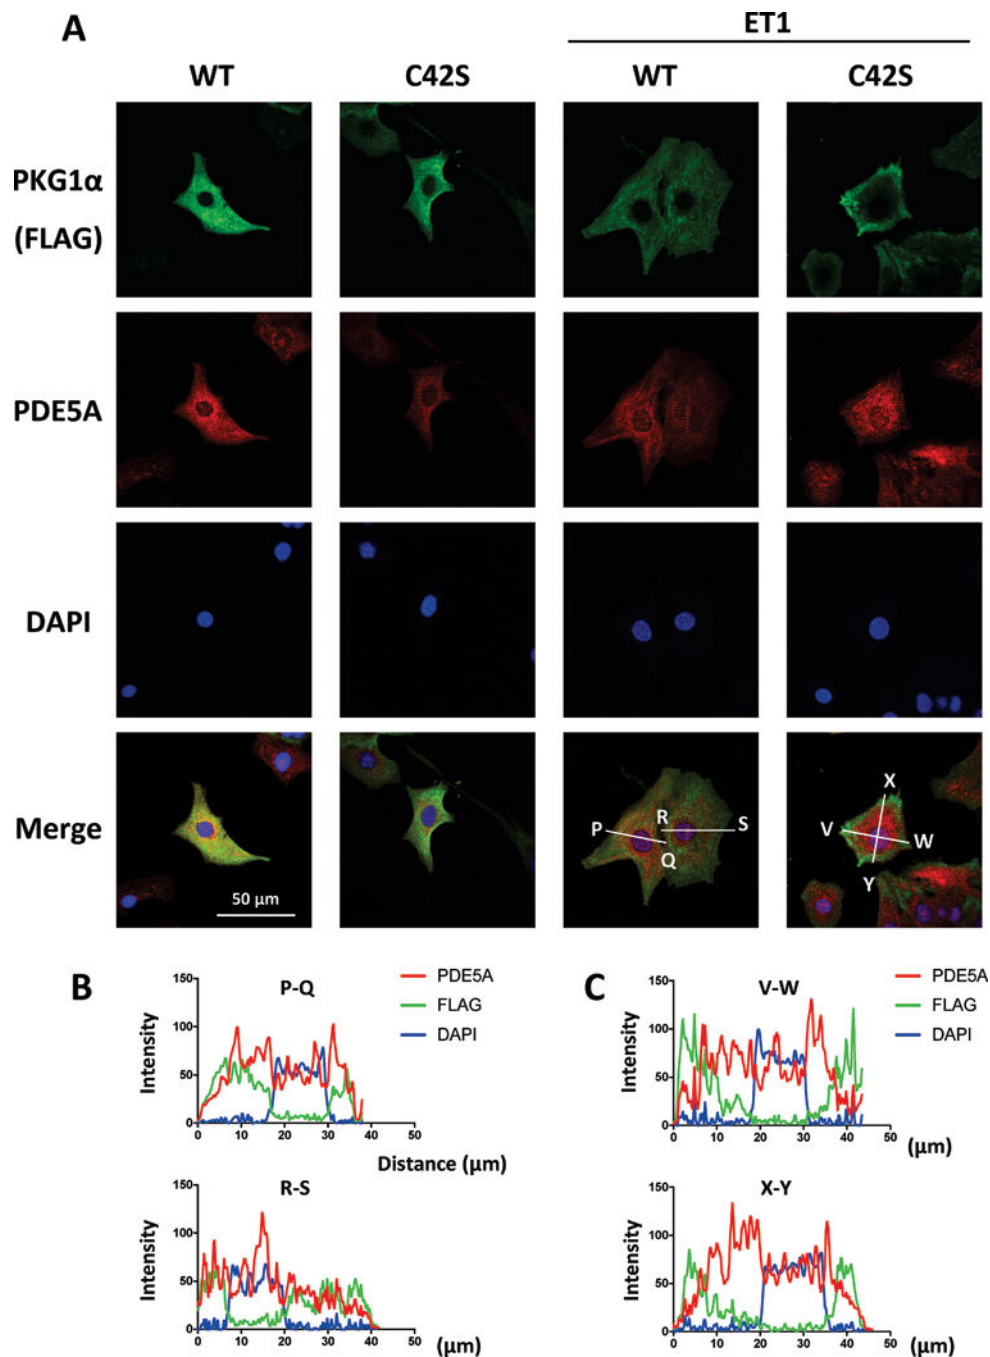 A
ET1
WT
C42S
WT
C42S
PKG1α
(FLAG)
PDE5A
DAPI
Merge
50 µm
P
Q
R
S
V
W
X
Y
B
P-Q
PDE5A
FLAG
DAPI
Intensity
150
100
50
0
0 10 20 30 40 50
Distance (µm)
R-S
Intensity
150
100
50
0
0 10 20 30 40 50
(µm)
C
V-W
PDE5A
FLAG
DAPI
Intensity
150
100
50
0
0 10 20 30 40 50
(µm)
X-Y
Intensity
150
100
50
0
0 10 20 30 40 50
(µm)